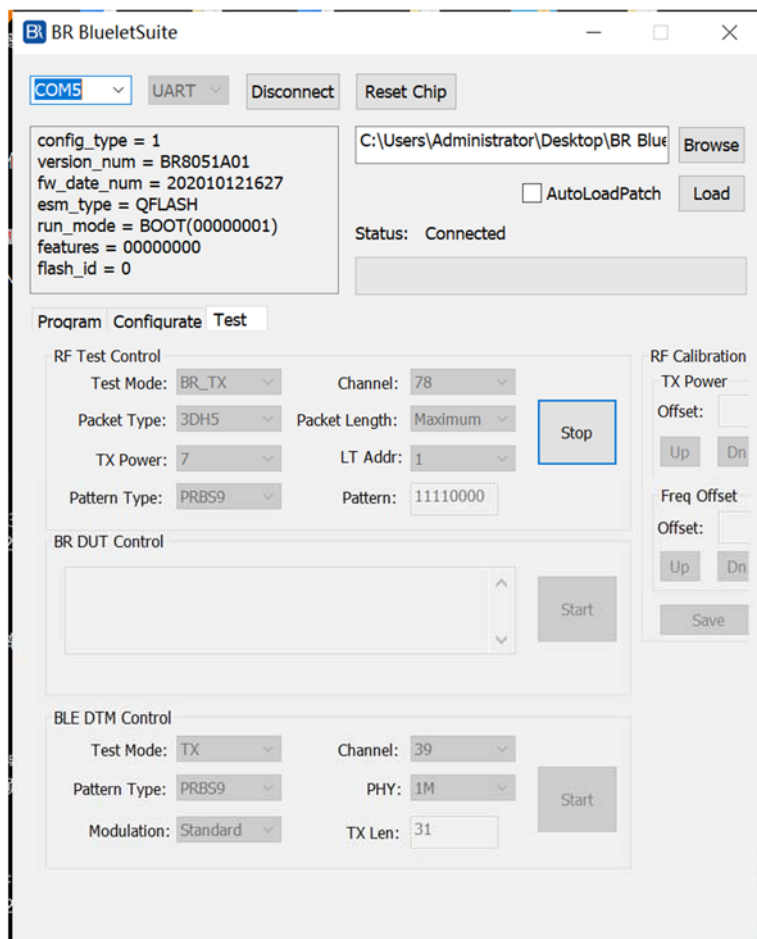 BR BlueletSuite
COM5 UART Disconnect Reset Chip
config_type = 1
version_num = BR8051A01
fw_date_num = 202010121627
esm_type = QFLASH
run_mode = BOOT(00000001)
features = 00000000
flash_id = 0
C:\Users\Administrator\Desktop\BR Blue Browse
AutoLoadPatch Load
Status: Connected
Program Configurate Test
RF Test Control
Test Mode: BR_TX Channel: 78
Packet Type: 3DH5 Packet Length: Maximum
TX Power: 7 LT Addr: 1
Pattern Type: PRBS9 Pattern: 11110000
Stop
RF Calibration
TX Power
Offset:
Up Dn
Freq Offset
Offset:
Up Dn
Save
BR DUT Control
Start
BLE DTM Control
Test Mode: TX Channel: 39
Pattern Type: PRBS9 PHY: 1M
Modulation: Standard TX Len: 31
Start